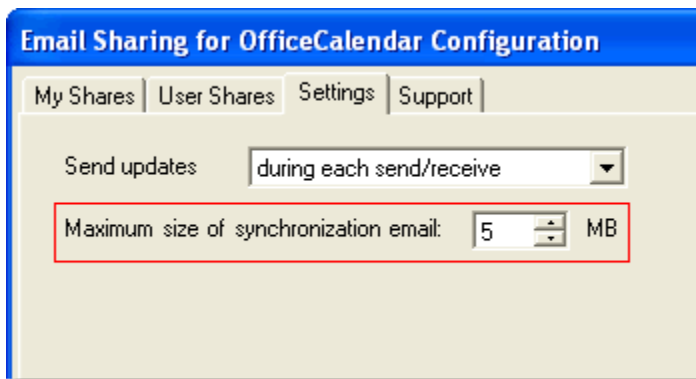 Email Sharing for OfficeCalendar Configuration
My Shares User Shares Settings Support
Send updates during each send/receive
Maximum size of synchronization email: 5 MB